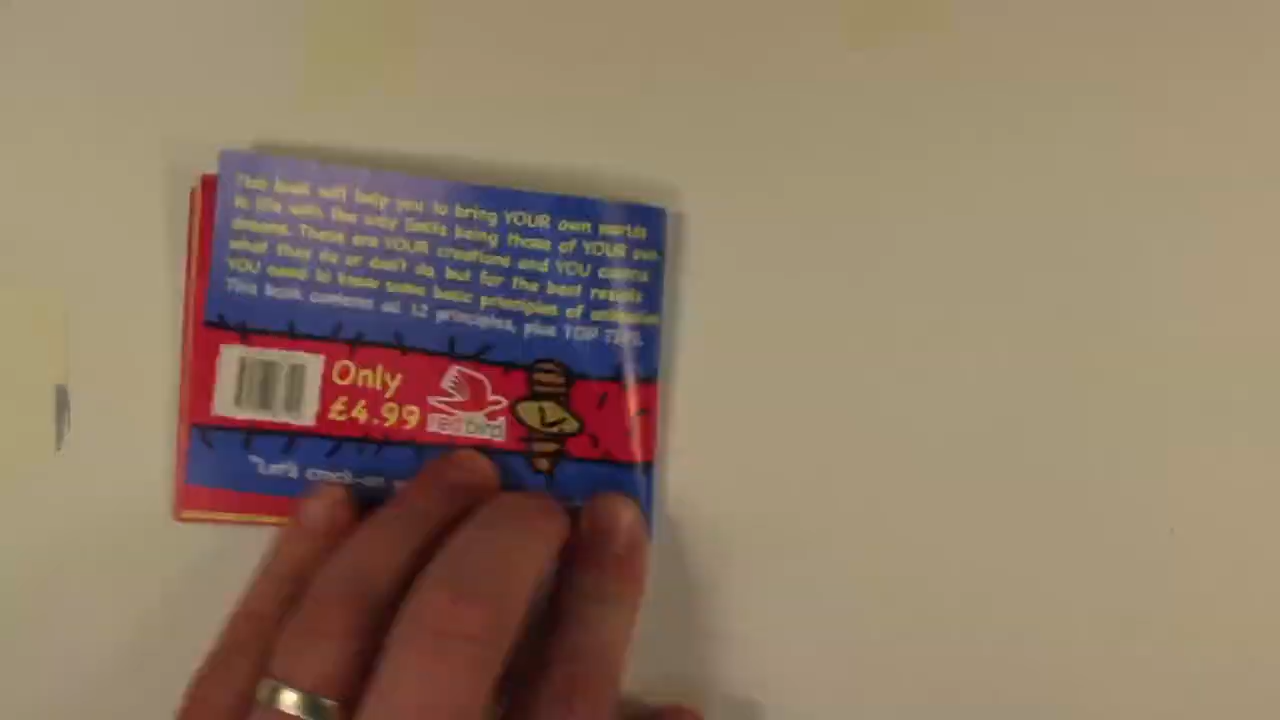 This book will help you to bring YOUR own worlds
to life with the only limits being those of YOUR own
dreams. These are YOUR creations and YOU control
what they do or don't do, but for the best results
YOU need to know some basic principles of animation.
This book contains all 12 principles, plus TOP TIPS.
Only
£4.99
red bird
"Let's crack-on